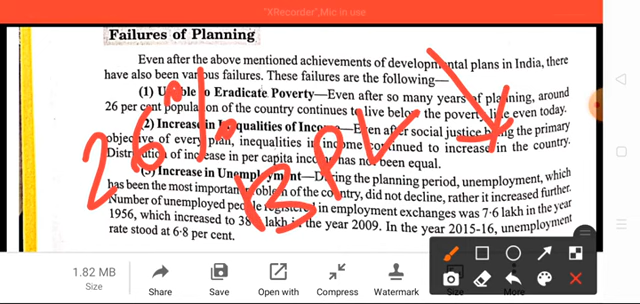 "XRecorder",Mic in use
Failures of Planning
Even after the above mentioned achievements of developmental plans in India, there
have also been various failures. These failures are the following—
(1) Unable to Eradicate Poverty—Even after so many years of planning, around
26 per cent population of the country continues to live below the poverty line even today.
(2) Increase in Inequalities of Income—Even after social justice being the primary
objective of every plan, inequalities in income continued to increase in the country.
Distribution of increase in per capita income has not been equal.
(3) Increase in Unemployment—During the planning period, unemployment, which
has been the most important problem of the country, did not decline, rather it increased further.
Number of unemployed people registered in employment exchanges was 7·6 lakh in the year
1956, which increased to 38 lakh in the year 2009. In the year 2015-16, unemployment
rate stood at 6·8 per cent.
26%
BPL
1.82 MB
Size
Share
Save
Open with
Compress
Watermark
More